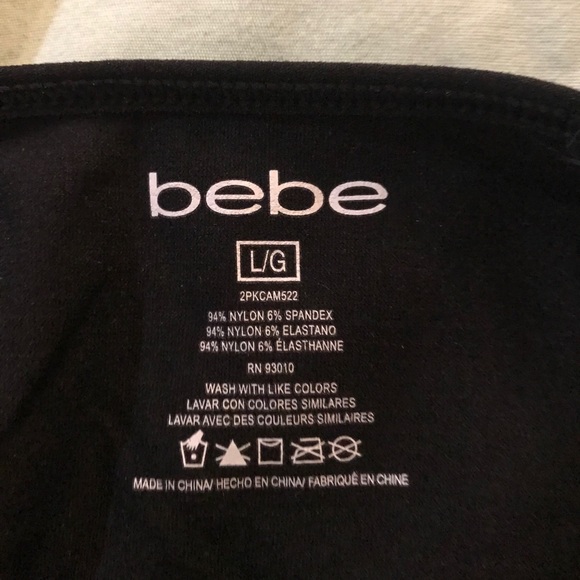 bebe
L/G
2PKCAM522
94% NYLON 6% SPANDEX
94% NYLON 6% ELASTANO
94% NYLON 6% ÉLASTHANNE
RN 93010
WASH WITH LIKE COLORS
LAVAR CON COLORES SIMILARES
LAVAR AVEC DES COULEURS SIMILARES
MADE IN CHINA/ HECHO EN CHINA/ FABRIQUÉ EN CHINE